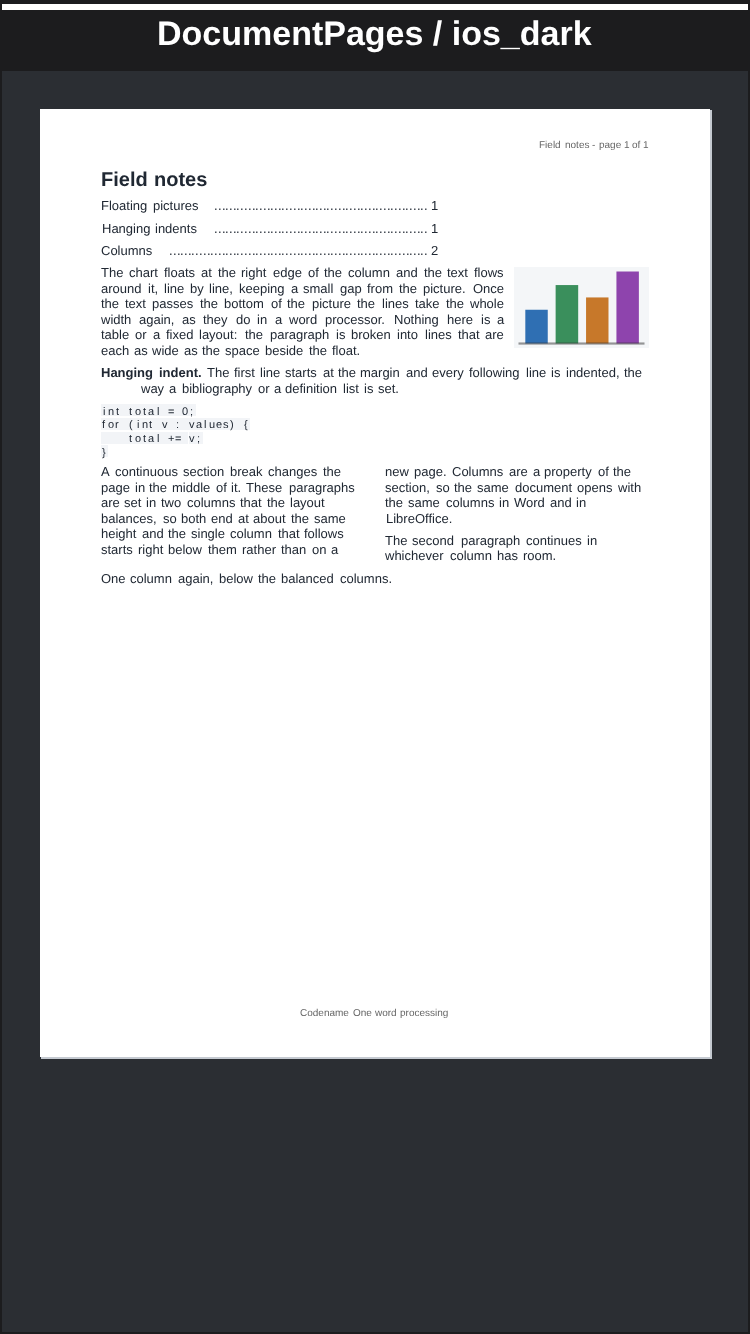 DocumentPages / ios_dark
Field notes - page 1 of 1
Field notes
Floating pictures ........................................................ 1
Hanging indents ........................................................ 1
Columns .................................................................... 2
The chart floats at the right edge of the column and the text flows
around it, line by line, keeping a small gap from the picture. Once
the text passes the bottom of the picture the lines take the whole
width again, as they do in a word processor. Nothing here is a
table or a fixed layout: the paragraph is broken into lines that are
each as wide as the space beside the float.
Hanging indent. The first line starts at the margin and every following line is indented, the
way a bibliography or a definition list is set.
int total = 0;
for (int v : values) {
    total += v;
}
A continuous section break changes the
page in the middle of it. These paragraphs
are set in two columns that the layout
balances, so both end at about the same
height and the single column that follows
starts right below them rather than on a
new page. Columns are a property of the
section, so the same document opens with
the same columns in Word and in
LibreOffice.
The second paragraph continues in
whichever column has room.
One column again, below the balanced columns.
Codename One word processing